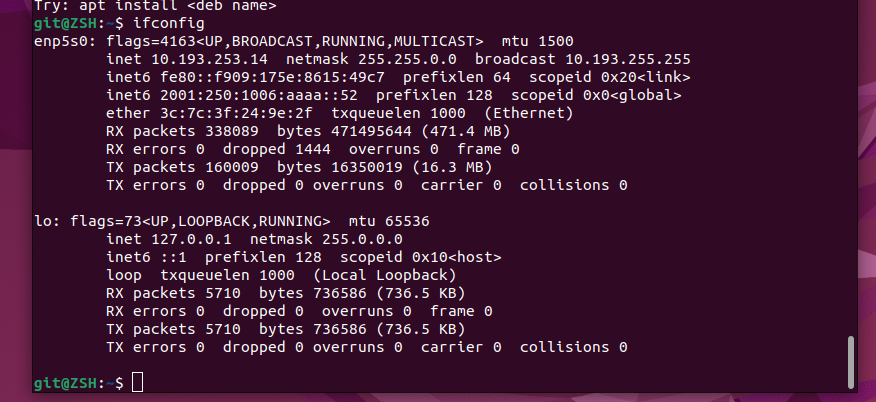 Try: apt install <deb name>
git@ZSH:~$ ifconfig
enp5s0: flags=4163<UP,BROADCAST,RUNNING,MULTICAST>  mtu 1500
        inet 10.193.253.14  netmask 255.255.0.0  broadcast 10.193.255.255
        inet6 fe80::f909:175e:8615:49c7  prefixlen 64  scopeid 0x20<link>
        inet6 2001:250:1006:aaaa::52  prefixlen 128  scopeid 0x0<global>
        ether 3c:7c:3f:24:9e:2f  txqueuelen 1000  (Ethernet)
        RX packets 338089  bytes 471495644 (471.4 MB)
        RX errors 0  dropped 1444  overruns 0  frame 0
        TX packets 160009  bytes 16350019 (16.3 MB)
        TX errors 0  dropped 0 overruns 0  carrier 0  collisions 0

lo: flags=73<UP,LOOPBACK,RUNNING>  mtu 65536
        inet 127.0.0.1  netmask 255.0.0.0
        inet6 ::1  prefixlen 128  scopeid 0x10<host>
        loop  txqueuelen 1000  (Local Loopback)
        RX packets 5710  bytes 736586 (736.5 KB)
        RX errors 0  dropped 0  overruns 0  frame 0
        TX packets 5710  bytes 736586 (736.5 KB)
        TX errors 0  dropped 0 overruns 0  carrier 0  collisions 0

git@ZSH:~$